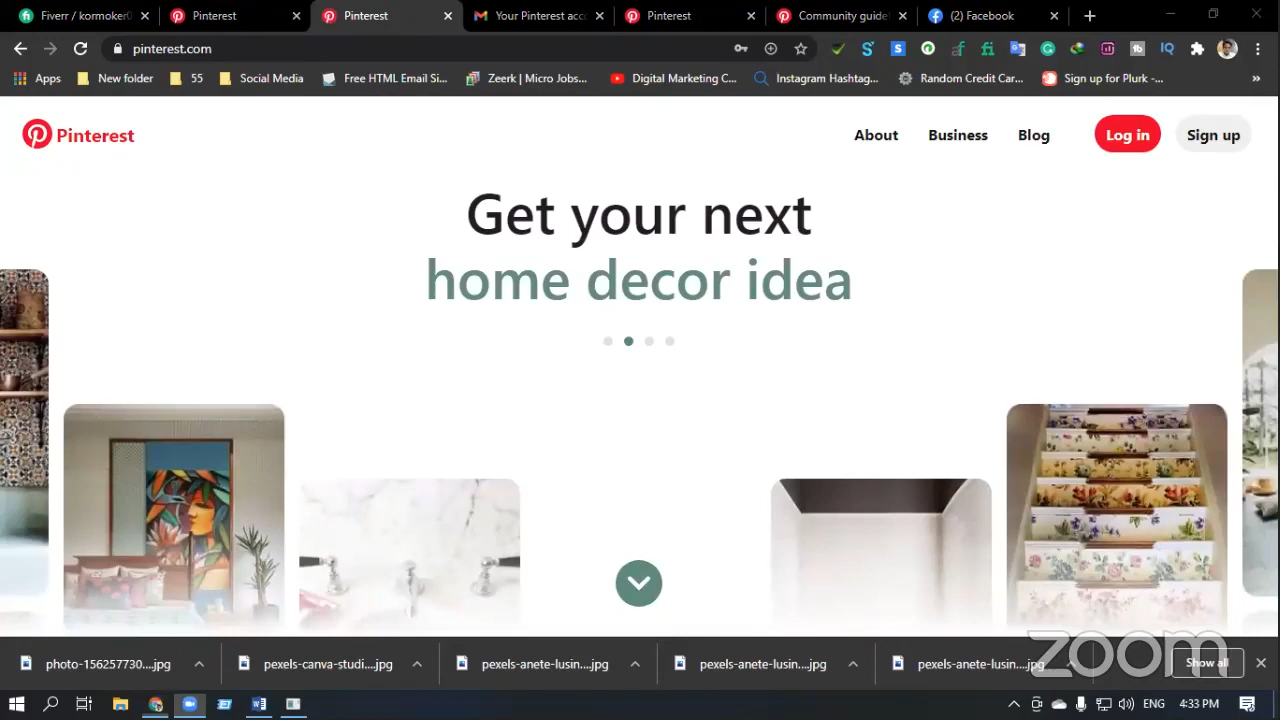 Fiverr / kormoker
Pinterest
Pinterest
Your Pinterest acc
Pinterest
Community guide
(2) Facebook
pinterest.com
Apps
New folder
55
Social Media
Free HTML Email Si...
Zeerk | Micro Jobs...
Digital Marketing C...
Instagram Hashtag...
Random Credit Car...
Sign up for Plurk -...
»
Pinterest
About
Business
Blog
Log in
Sign up
Get your next
home decor idea
photo-156257730....jpg
pexels-canva-studi....jpg
pexels-anete-lusin....jpg
pexels-anete-lusin....jpg
pexels-anete-lusin....jpg
Show all
zoom
ENG
4:33 PM